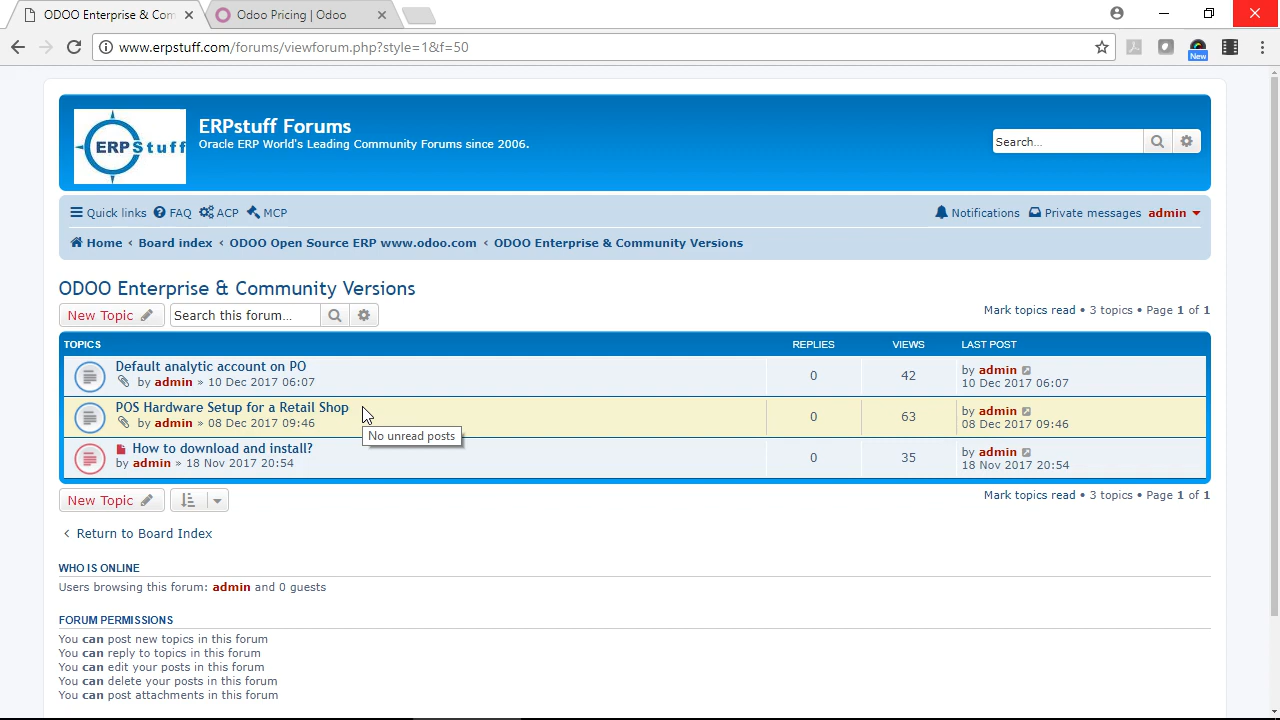 ODOO Enterprise & Com
Odoo Pricing | Odoo
www.erpstuff.com/forums/viewforum.php?style=1&f=50
New
ERPStuff
ERPstuff Forums
Oracle ERP World's Leading Community Forums since 2006.
Search...
Quick links FAQ ACP MCP
Notifications Private messages admin
Home ‹ Board index ‹ ODOO Open Source ERP www.odoo.com ‹ ODOO Enterprise & Community Versions
ODOO Enterprise & Community Versions
New Topic Search this forum...
Mark topics read • 3 topics • Page 1 of 1
TOPICS REPLIES VIEWS LAST POST
Default analytic account on PO
by admin » 10 Dec 2017 06:07
0 42
by admin
10 Dec 2017 06:07
POS Hardware Setup for a Retail Shop
by admin » 08 Dec 2017 09:46
0 63
by admin
08 Dec 2017 09:46
No unread posts
How to download and install?
by admin » 18 Nov 2017 20:54
0 35
by admin
18 Nov 2017 20:54
New Topic
Mark topics read • 3 topics • Page 1 of 1
‹ Return to Board Index
WHO IS ONLINE
Users browsing this forum: admin and 0 guests
FORUM PERMISSIONS
You can post new topics in this forum
You can reply to topics in this forum
You can edit your posts in this forum
You can delete your posts in this forum
You can post attachments in this forum